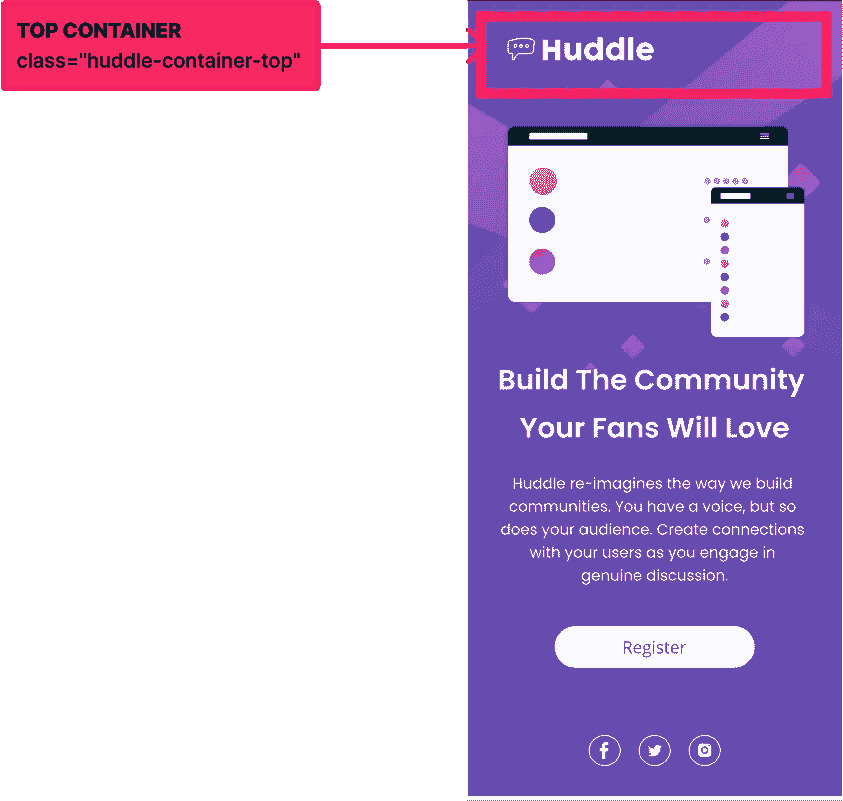 TOP CONTAINER
class="huddle-container-top"
Huddle
Build The Community
Your Fans Will Love
Huddle re-imagines the way we build
communities. You have a voice, but so
does your audience. Create connections
with your users as you engage in
genuine discussion.
Register